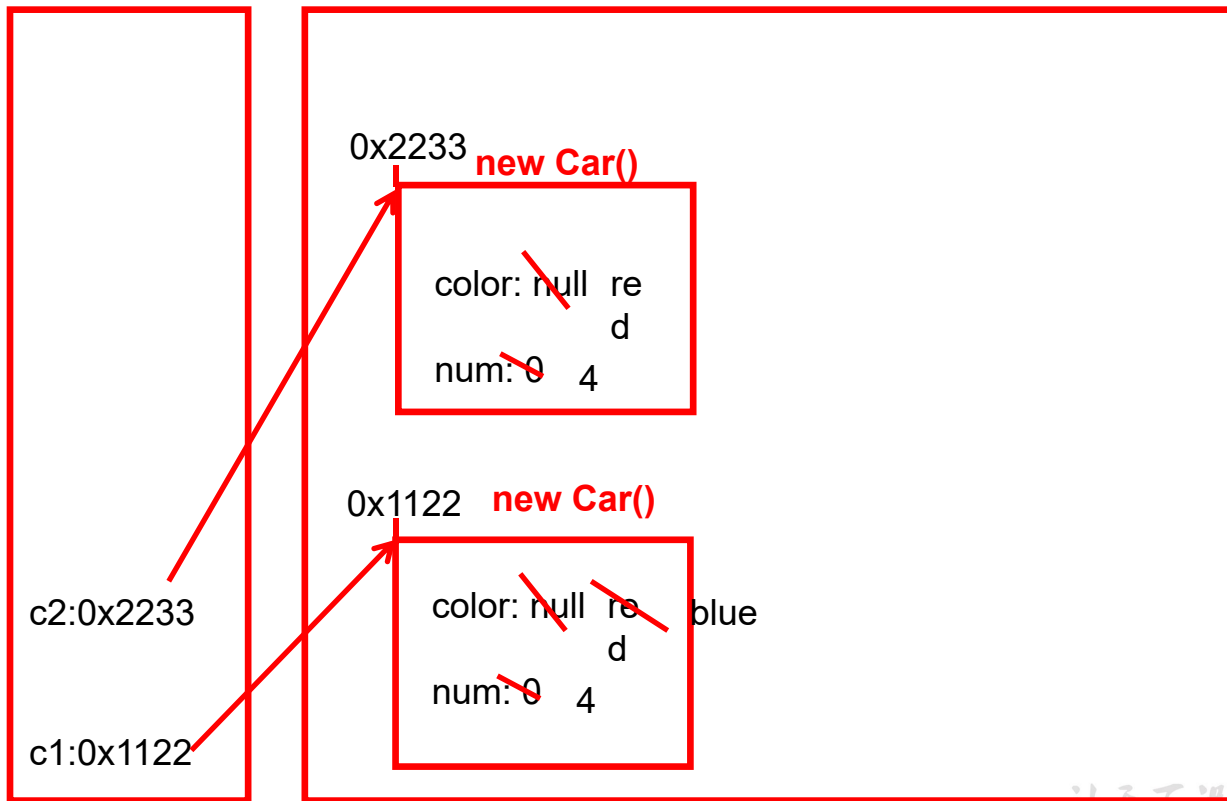 0x2233 new Car()
color: null re
d
num: 0 4
0x1122 new Car()
color: null re blue
d
num: 0 4
c2:0x2233
c1:0x1122